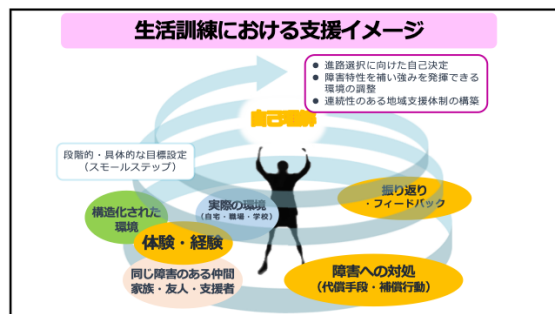 生活訓練における支援イメージ
● 進路選択に向けた自己決定
● 障害特性を補い強みを発揮できる
環境の調整
● 連続性のある地域支援体制の構築
自己理解
段階的・具体的な目標設定
（スモールステップ）
構造化された
環境
実際の環境
（自宅・職場・学校）
振り返り
・フィードバック
体験・経験
同じ障害のある仲間
家族・友人・支援者
障害への対処
（代償手段・補償行動）